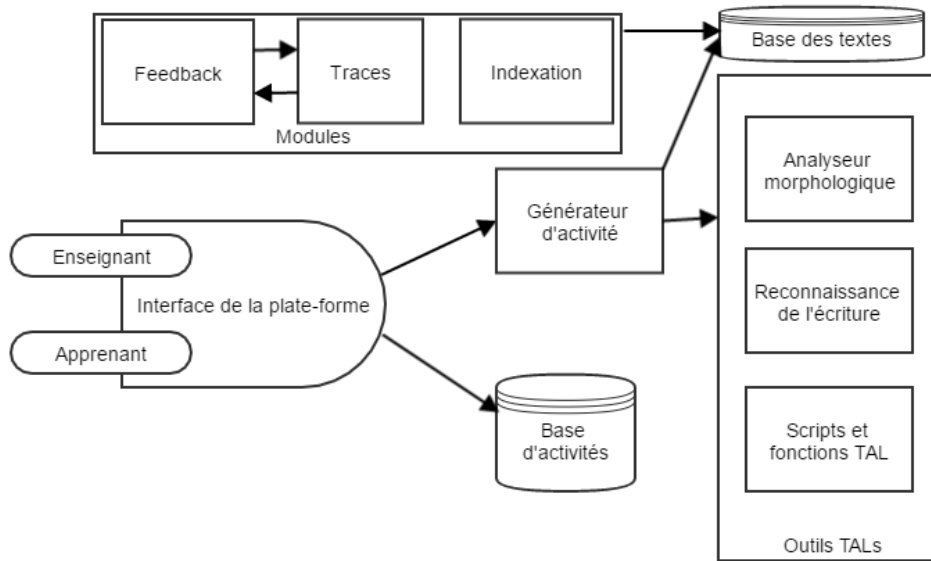 Feedback
Traces
Indexation
Modules
Base des textes
Analyseur
morphologique
Générateur
d'activité
Enseignant
Interface de la plate-forme
Apprenant
Reconnaissance
de l'écriture
Base
d'activités
Scripts et
fonctions TAL
Outils TALs